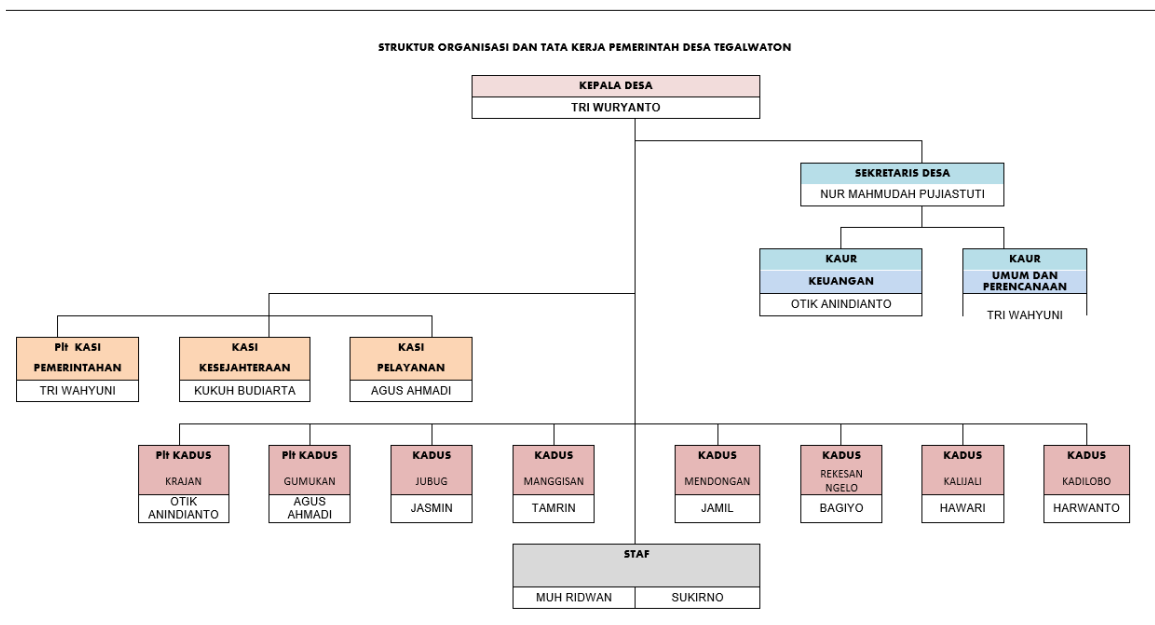 STRUKTUR ORGANISASI DAN TATA KERJA PEMERINTAH DESA TEGALWATON
KEPALA DESA
TRI WURYANTO
SEKRETARIS DESA
NUR MAHMUDAH PUJIASTUTI
KAUR
KEUANGAN
OTIK ANINDIANTO
KAUR
UMUM DAN
PERENCANAAN
TRI WAHYUNI
Plt KASI
PEMERINTAHAN
TRI WAHYUNI
KASI
KESEJAHTERAAN
KUKUH BUDIARTA
KASI
PELAYANAN
AGUS AHMADI
Plt KADUS
KRAJAN
OTIK
ANINDIANTO
Plt KADUS
GUMUKAN
AGUS
AHMADI
KADUS
JUBUG
JASMIN
KADUS
MANGGISAN
TAMRIN
KADUS
MENDONGAN
JAMIL
KADUS
REKESAN
NGELO
BAGIYO
KADUS
KALIJALI
HAWARI
KADUS
KADILOBO
HARWANTO
STAF
MUH RIDWAN
SUKIRNO